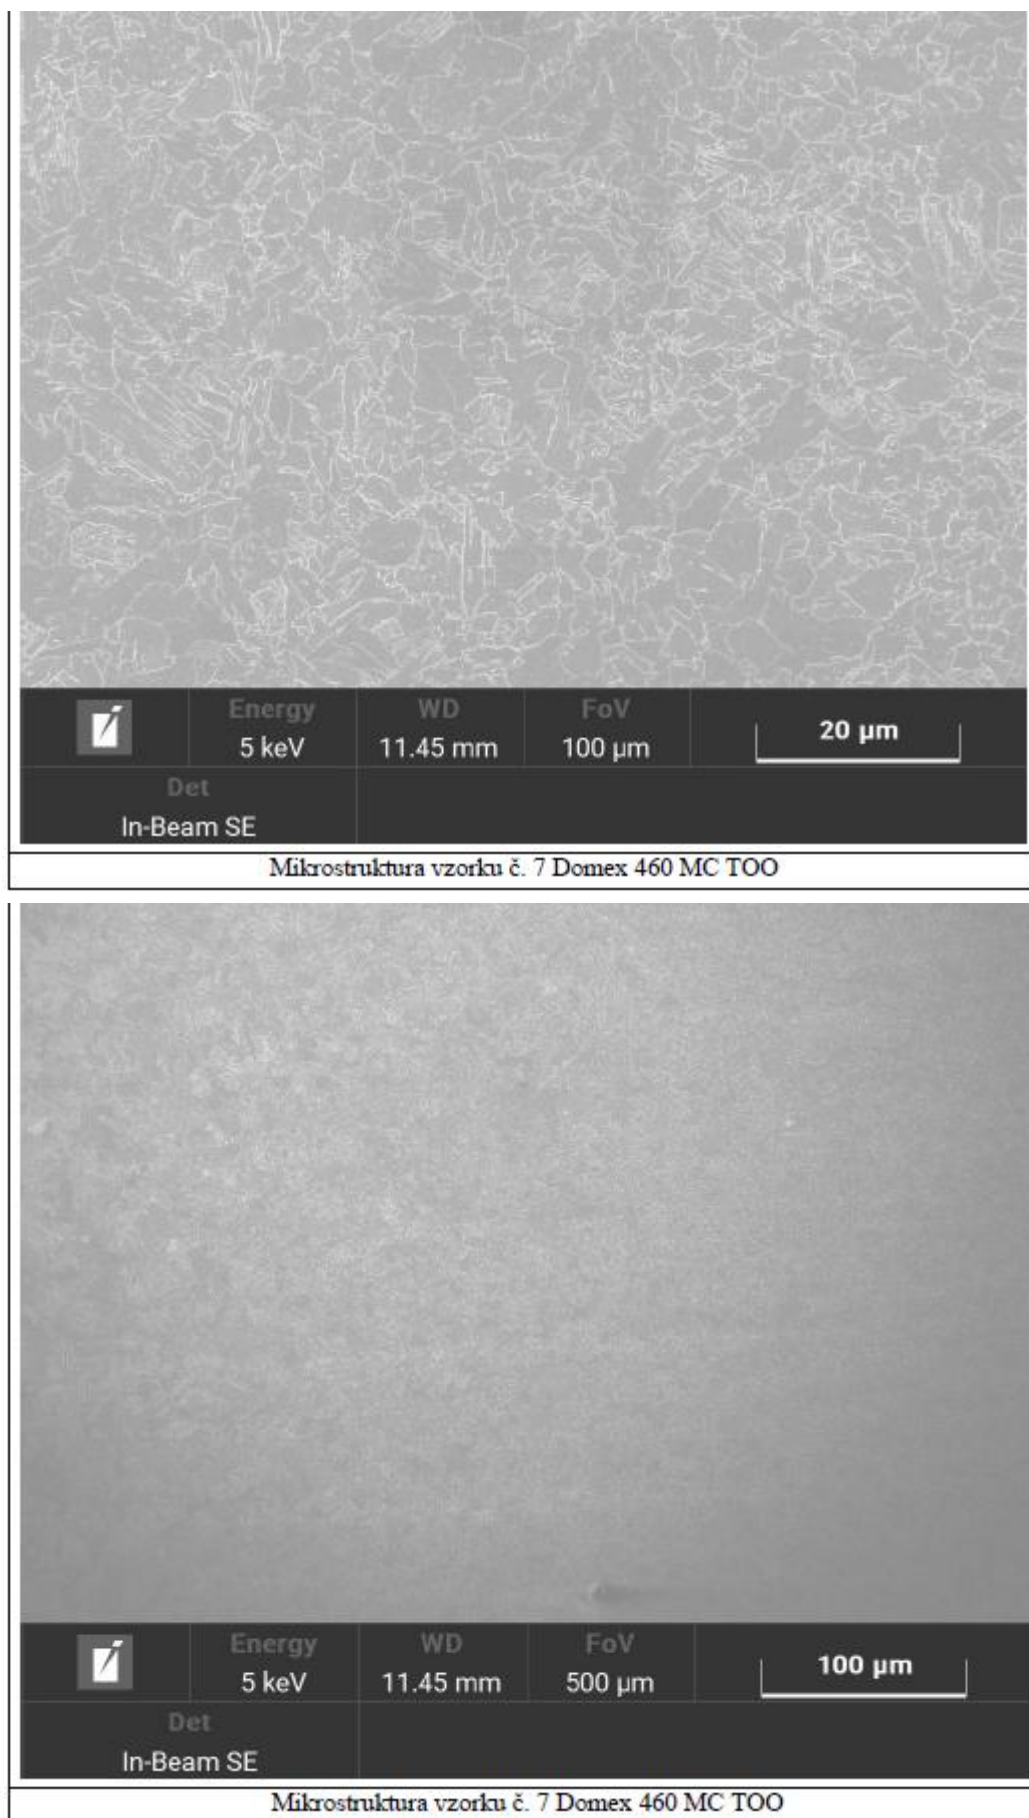 Energy WD FoV
5 keV 11.45 mm 100 μm 20 μm
Det
In-Beam SE
Mikrostruktura vzorku č. 7 Domex 460 MC TOO
Energy WD FoV
5 keV 11.45 mm 500 μm 100 μm
Det
In-Beam SE
Mikrostruktura vzorku č. 7 Domex 460 MC TOO